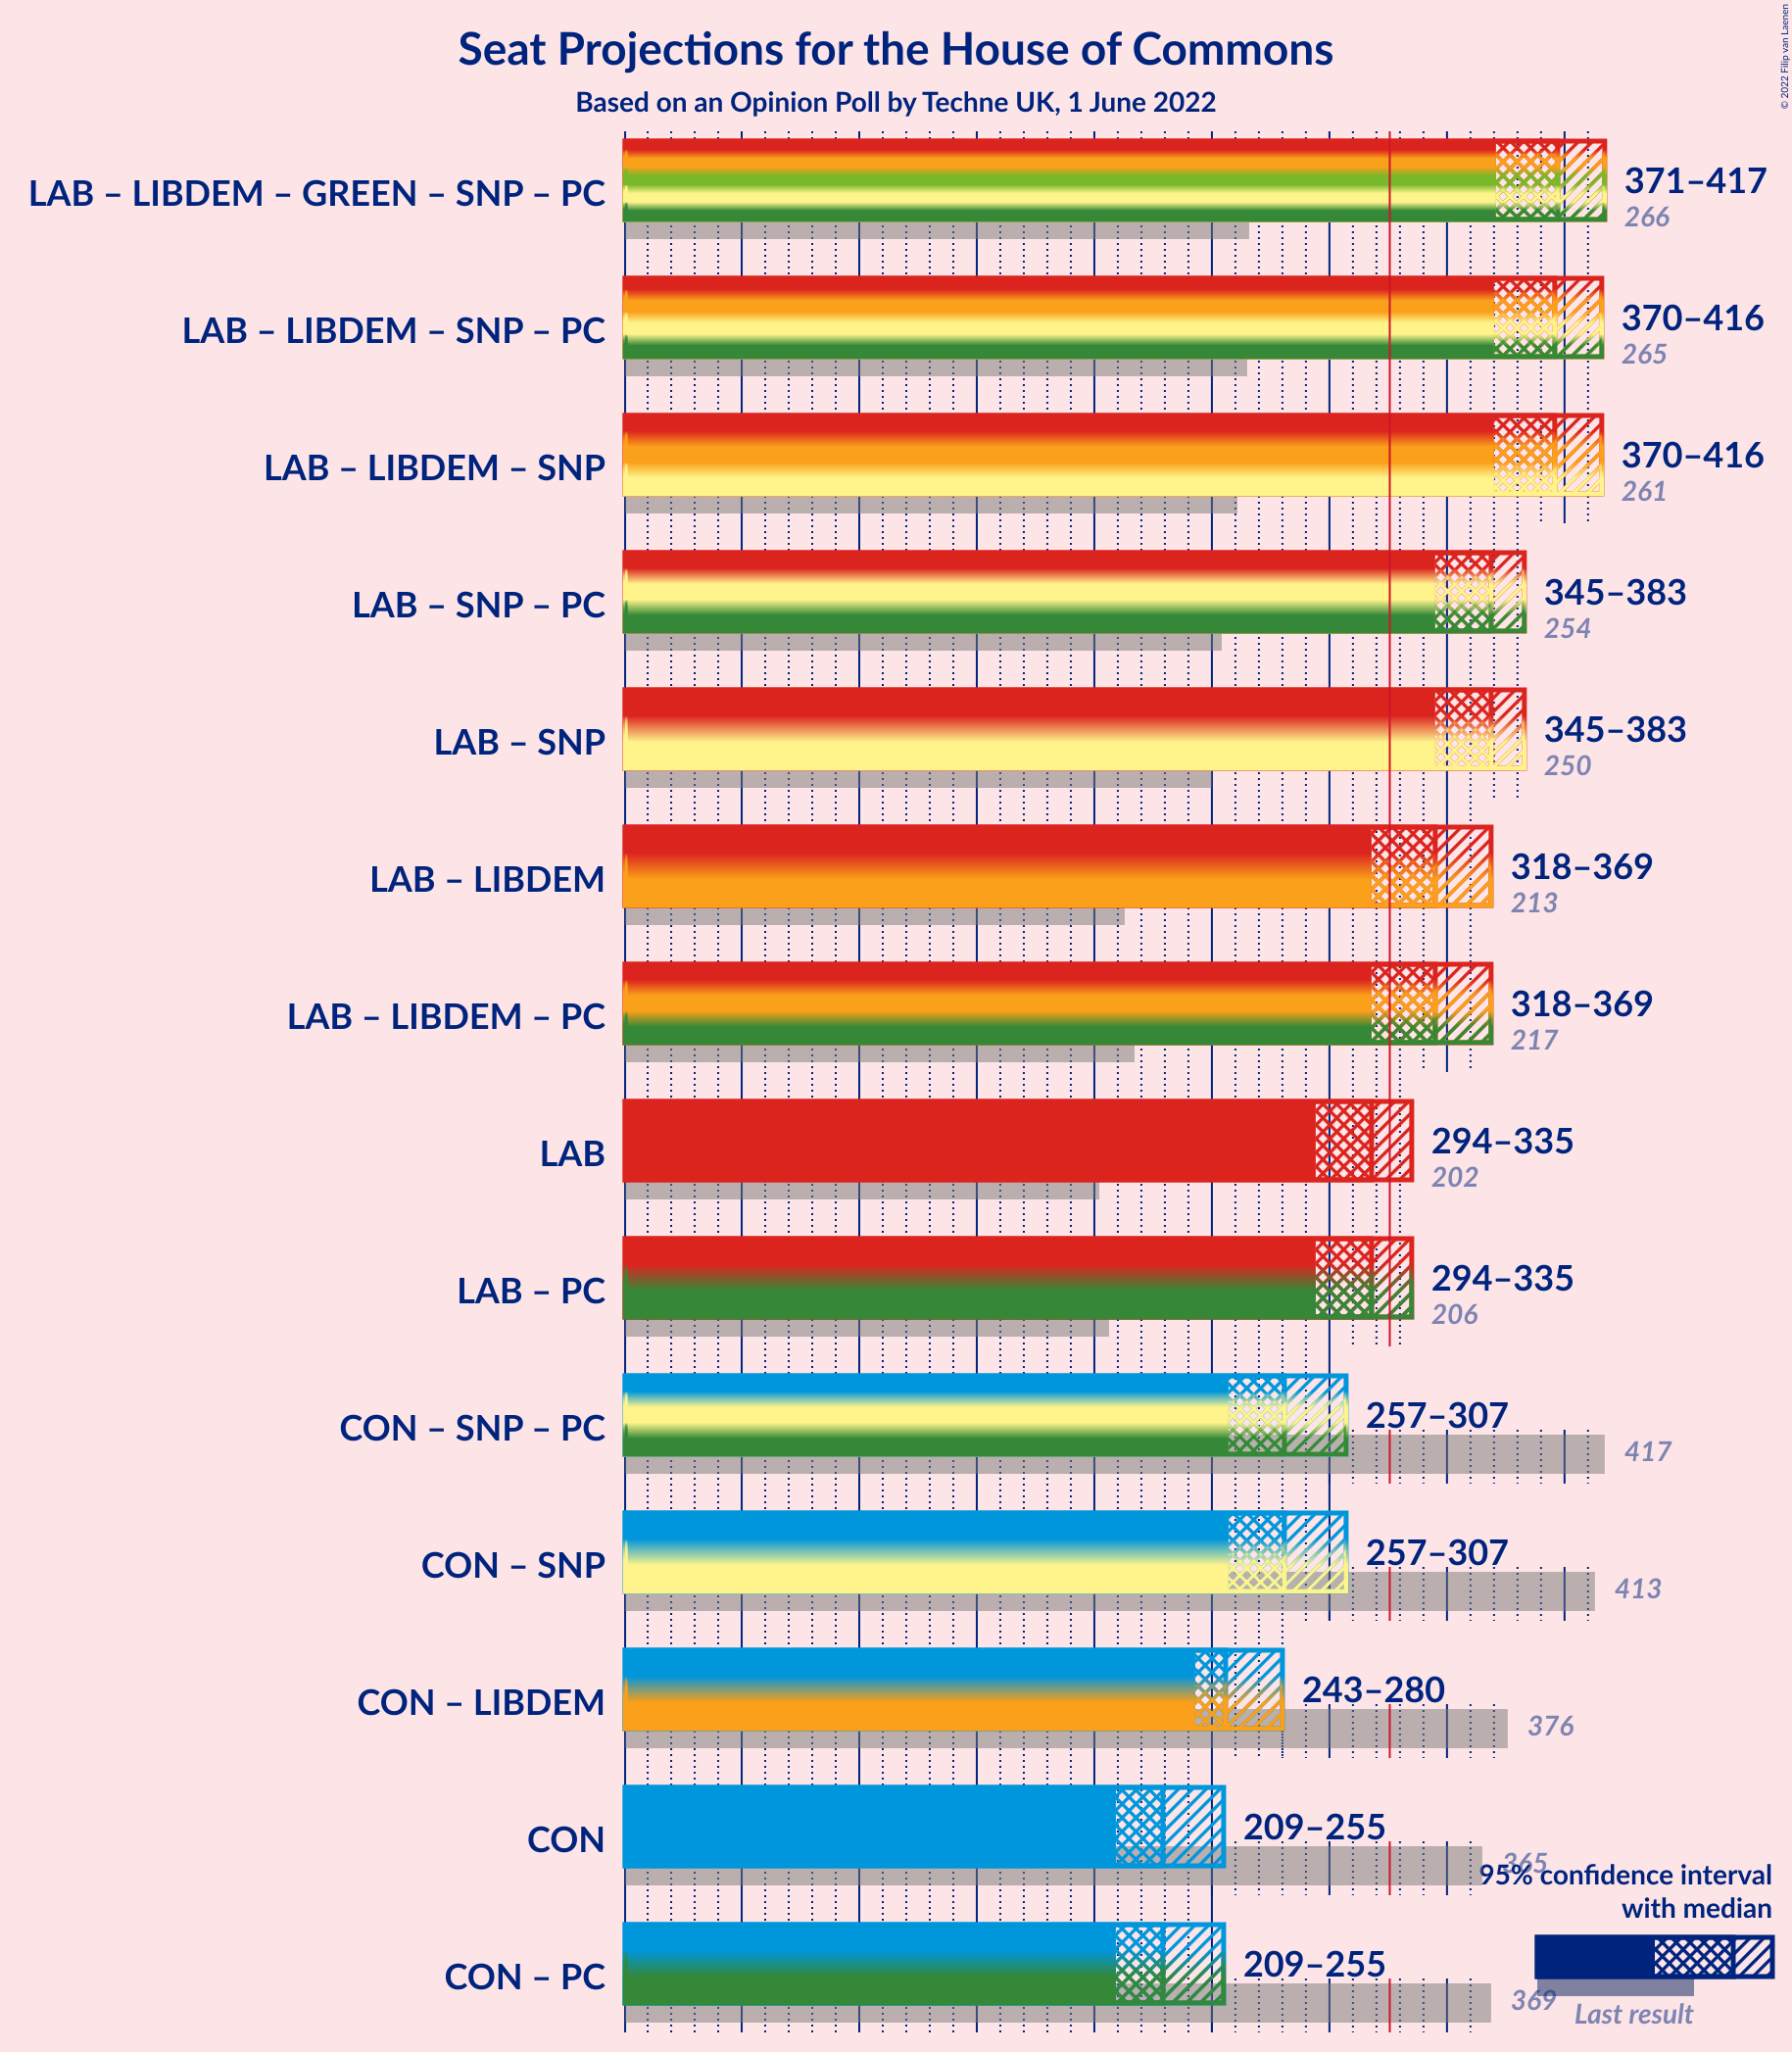 Seat Projections for the House of Commons
Based on an Opinion Poll by Techne UK, 1 June 2022
© 2022 Filip van Laenen
LAB – LIBDEM – GREEN – SNP – PC
371–417
266
LAB – LIBDEM – SNP – PC
370–416
265
LAB – LIBDEM – SNP
370–416
261
LAB – SNP – PC
345–383
254
LAB – SNP
345–383
250
LAB – LIBDEM
318–369
213
LAB – LIBDEM – PC
318–369
217
LAB
294–335
202
LAB – PC
294–335
206
CON – SNP – PC
257–307
417
CON – SNP
257–307
413
CON – LIBDEM
243–280
376
CON
209–255
365
CON – PC
209–255
369
95% confidence interval
with median
Last result